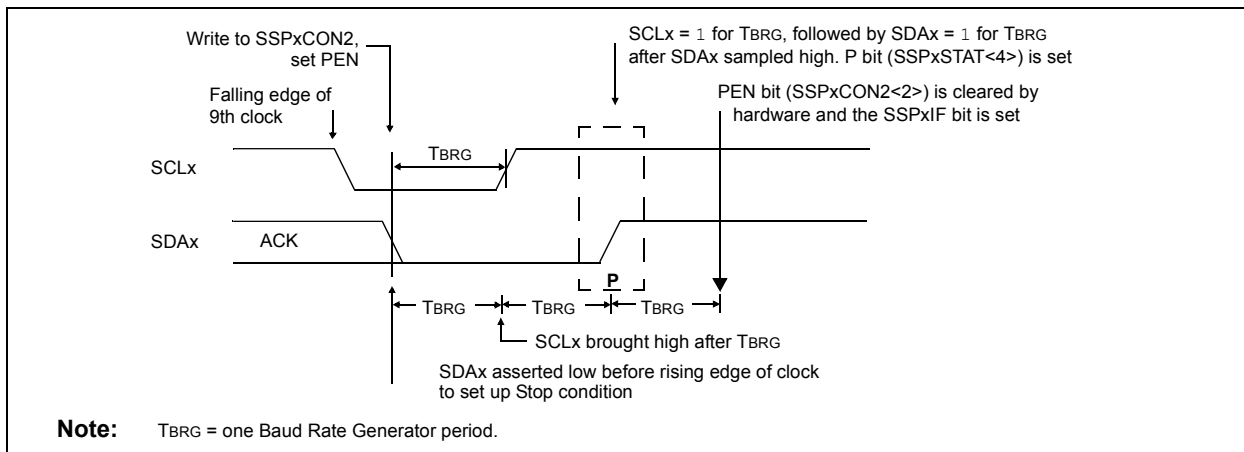 Write to SSPxCON2,
set PEN
SCLx = 1 for TBRG, followed by SDAx = 1 for TBRG
after SDAx sampled high. P bit (SSPxSTAT<4>) is set
Falling edge of
9th clock
PEN bit (SSPxCON2<2>) is cleared by
hardware and the SSPxIF bit is set
TBRG
SCLx
SDAx
ACK
P
TBRG
TBRG
TBRG
SCLx brought high after TBRG
SDAx asserted low before rising edge of clock
to set up Stop condition
Note: TBRG = one Baud Rate Generator period.